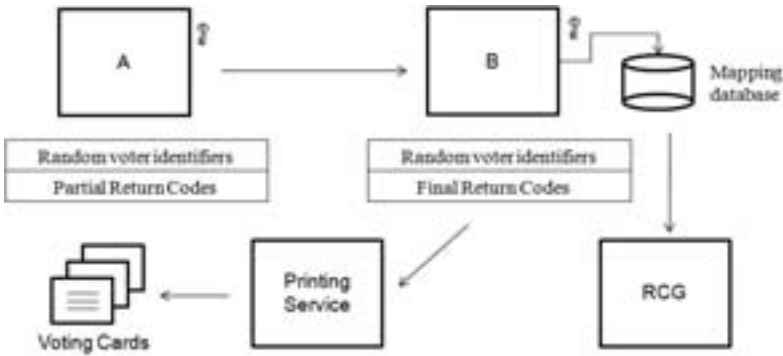 A
B
Mapping
database
Random voter identifiers
Partial Return Codes
Random voter identifiers
Final Return Codes
Printing
Service
RCG
Voting Cards